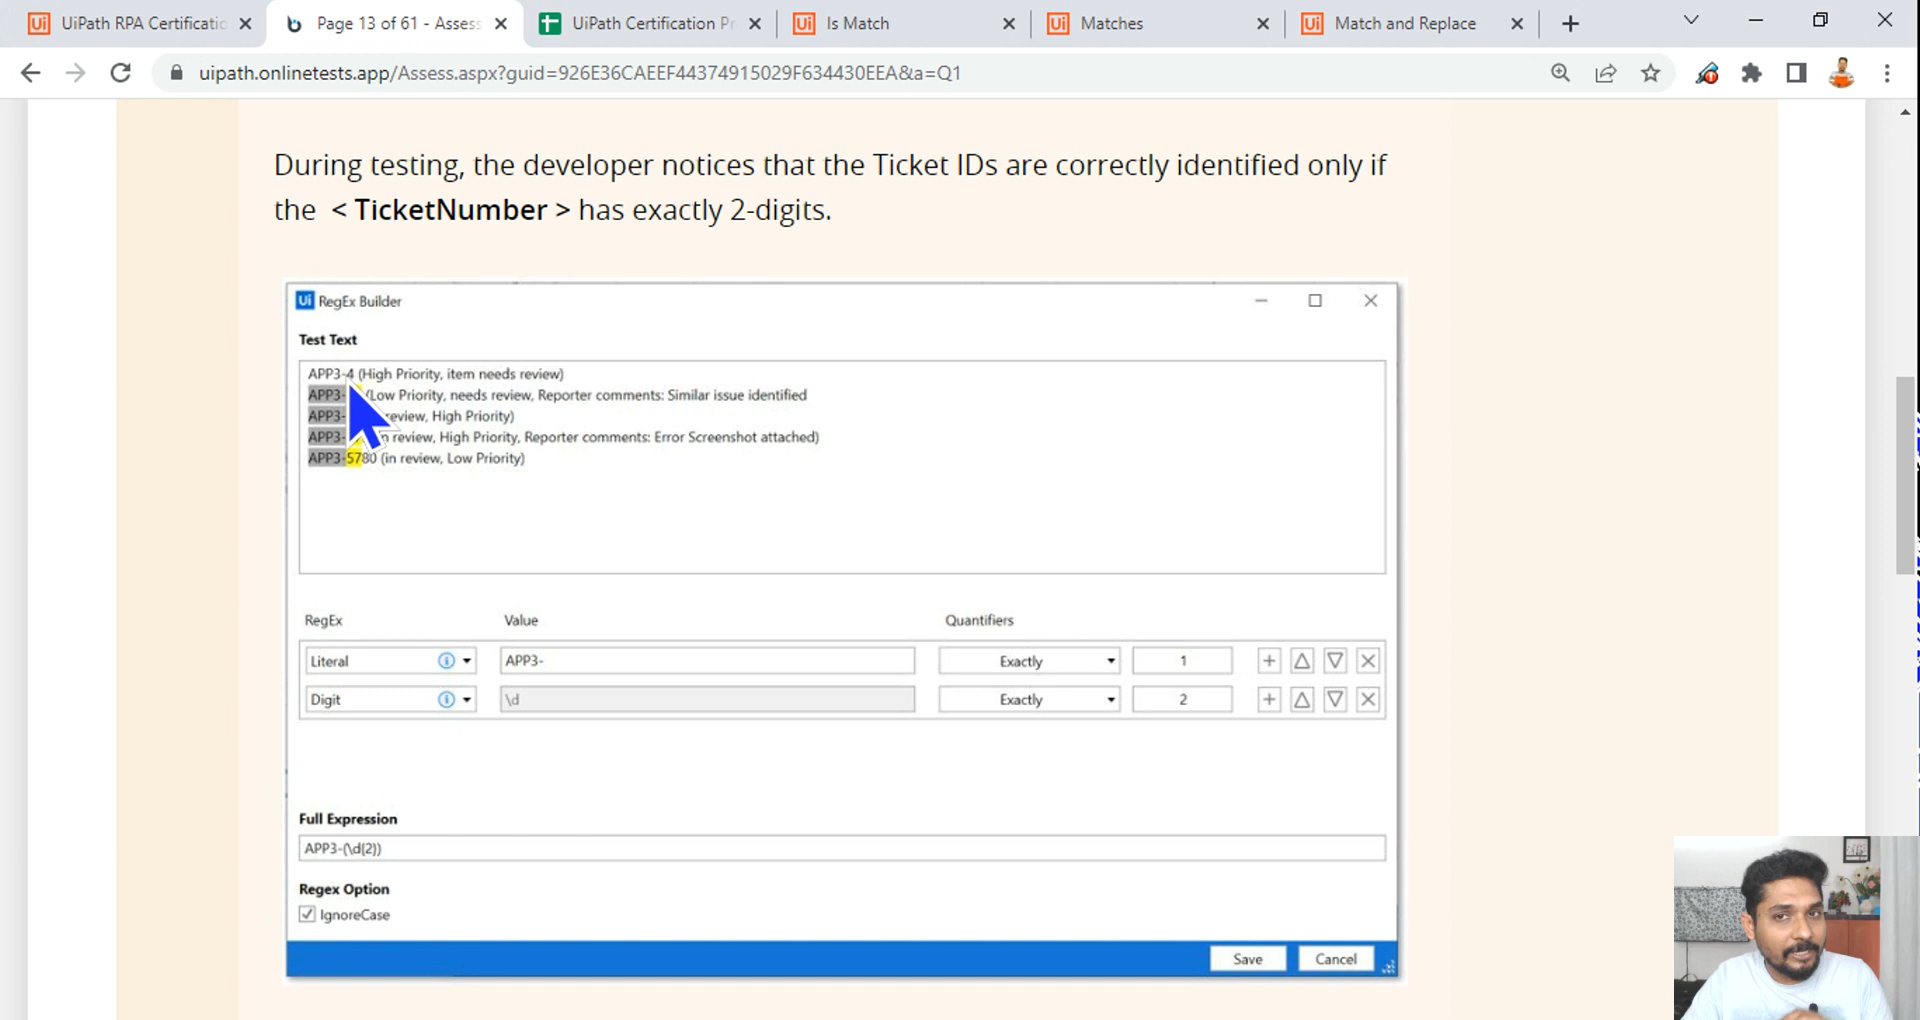 UiPath RPA Certificatio
Page 13 of 61 - Assess
UiPath Certification Pr
Is Match
Matches
Match and Replace
uipath.onlinetests.app/Assess.aspx?guid=926E36CAEEF44374915029F634430EEA&a=Q1
During testing, the developer notices that the Ticket IDs are correctly identified only if
the < TicketNumber > has exactly 2-digits.
Ui RegEx Builder
Test Text
APP3-4 (High Priority, item needs review)
APP3- (Low Priority, needs review, Reporter comments: Similar issue identified
APP3- review, High Priority)
APP3- in review, High Priority, Reporter comments: Error Screenshot attached)
APP3-5780 (in review, Low Priority)
RegEx Value Quantifiers
Literal APP3- Exactly 1
Digit \d Exactly 2
Full Expression
APP3-(\d{2})
Regex Option
IgnoreCase
Save Cancel